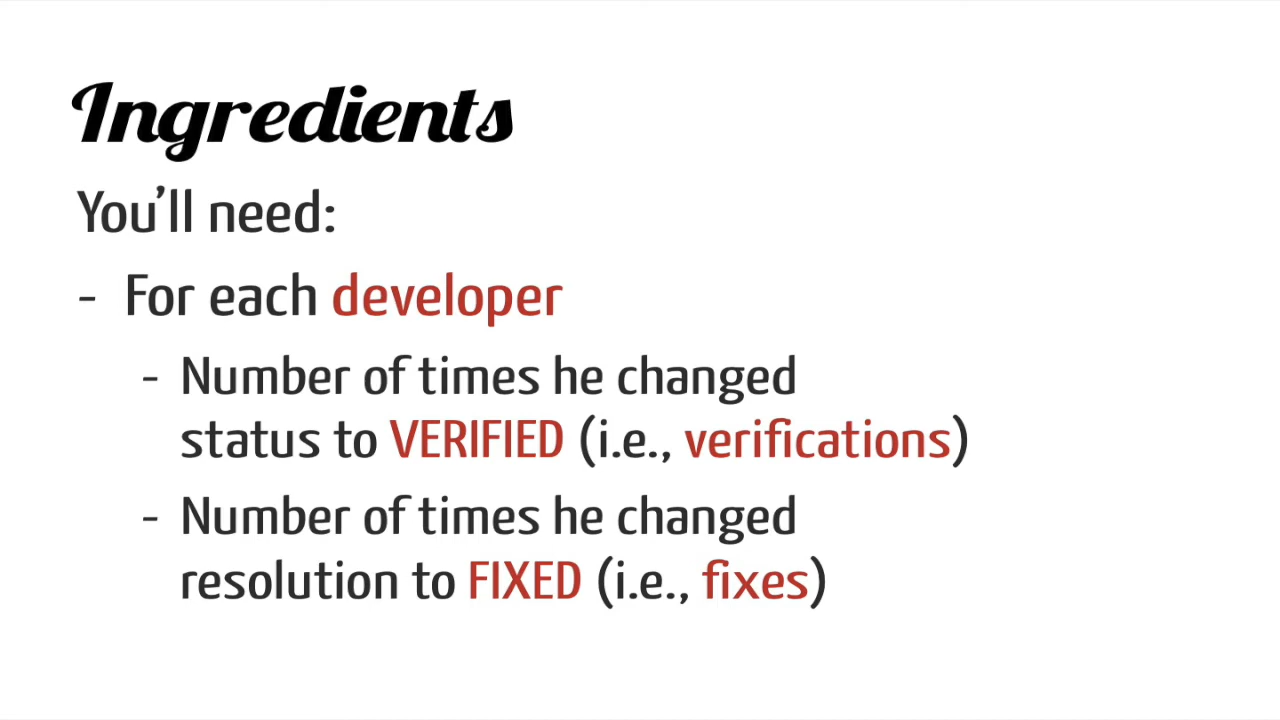 Ingredients
You'll need:
- For each developer
- Number of times he changed
status to VERIFIED (i.e., verifications)
- Number of times he changed
resolution to FIXED (i.e., fixes)